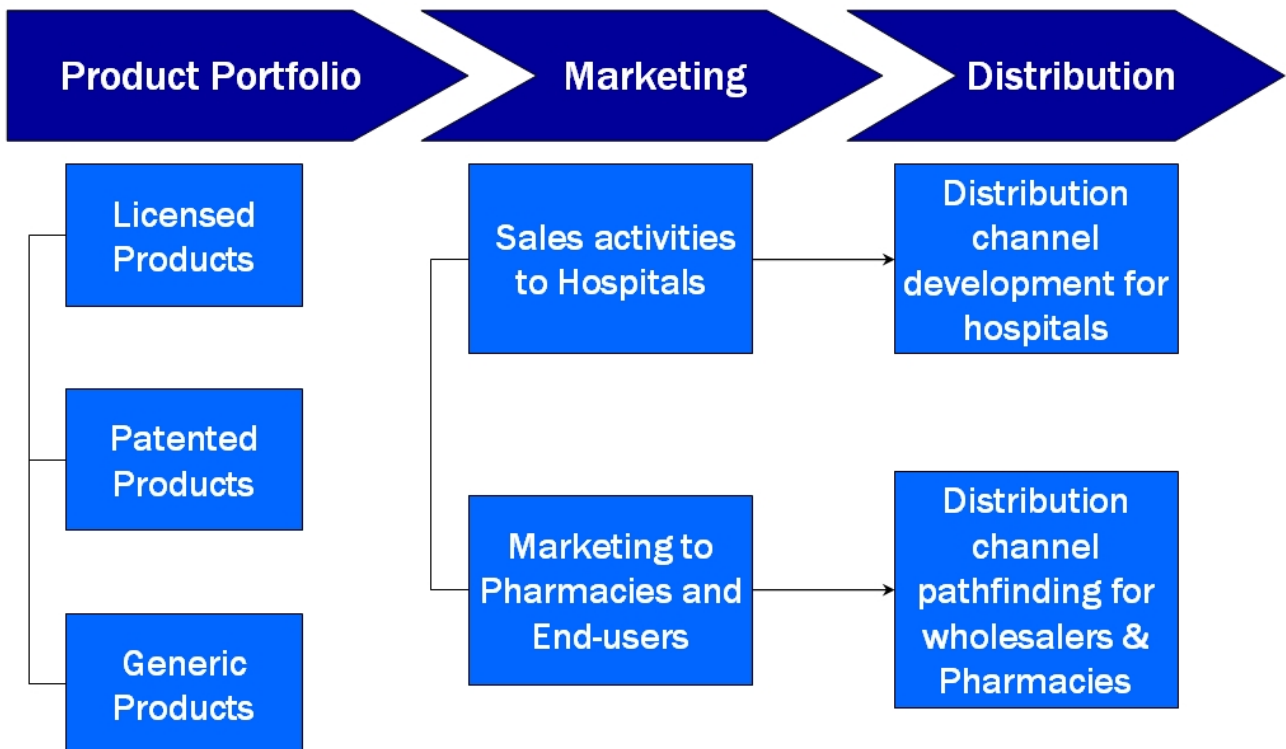 Product Portfolio
Marketing
Distribution
Licensed
Products
Patented
Products
Generic
Products
Sales activities
to Hospitals
Marketing to
Pharmacies and
End-users
Distribution
channel
development for
hospitals
Distribution
channel
pathfinding for
wholesalers &
Pharmacies